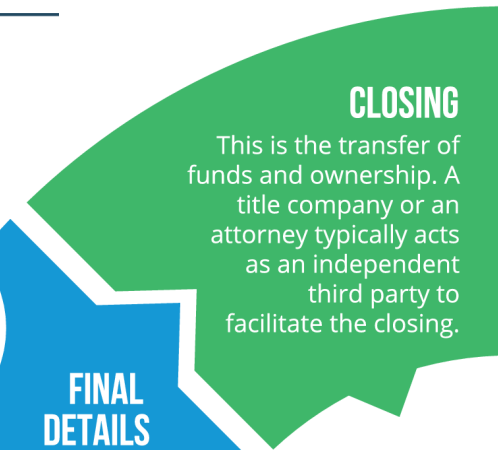 CLOSING
This is the transfer of
funds and ownership. A
title company or an
attorney typically acts
as an independent
third party to
facilitate the closing.
FINAL
DETAILS